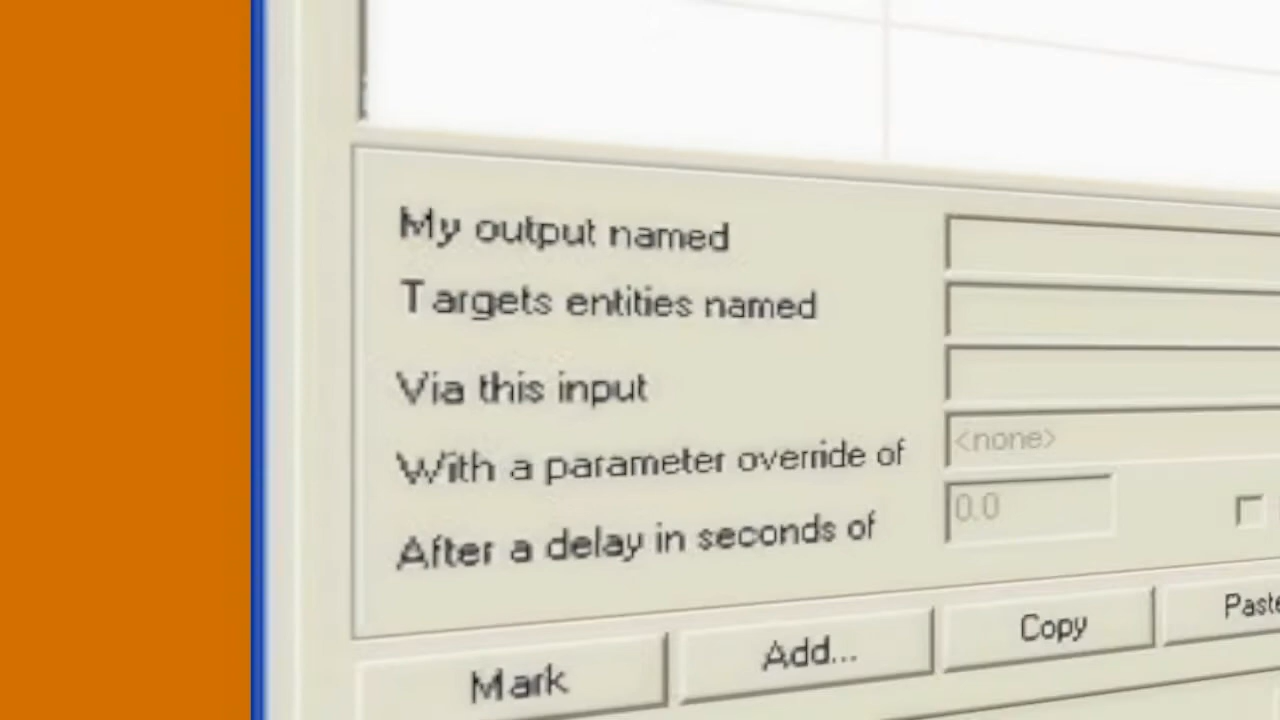 My output named
Targets entities named
Via this input
With a parameter override of
<none>
After a delay in seconds of
0.0
Mark
Add...
Copy
Paste